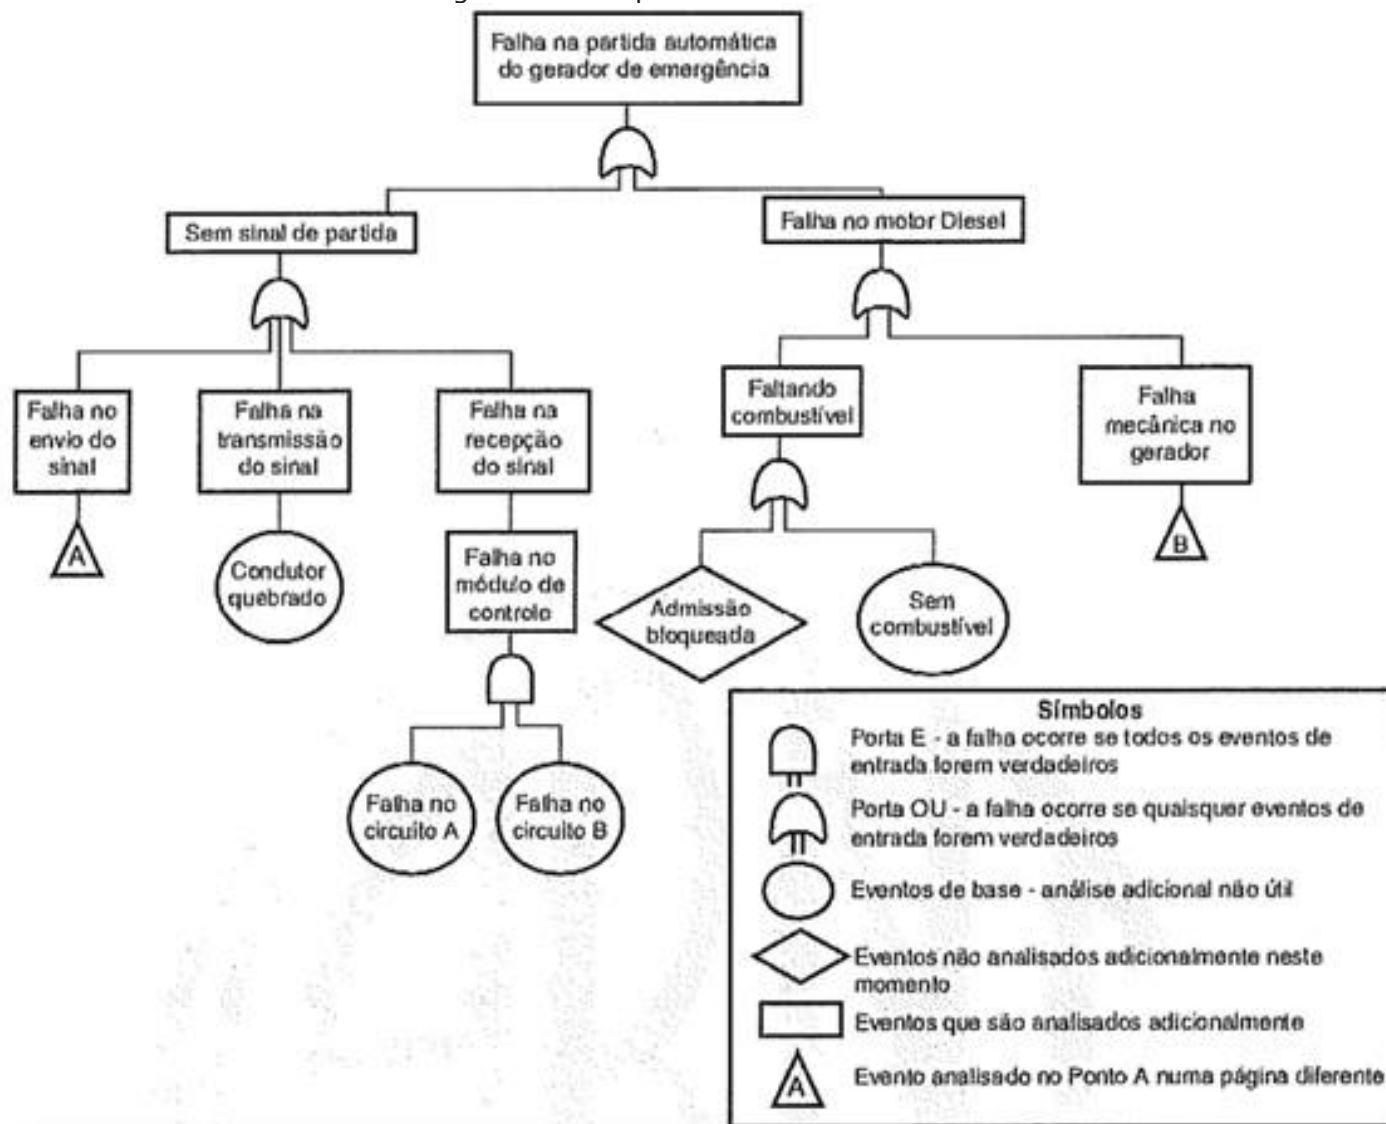 Falha na partida automática
do gerador de emergência
Sem sinal de partida
Falha no motor Diesel
Falha no
envio do
sinal
Falha na
transmissão
do sinal
Falha na
recepção
do sinal
Faltando
combustível
Falha
mecânica no
gerador
A
Condutor
quebrado
Falha no
módulo de
controle
Admissão
bloqueada
Sem
combustível
B
Falha no
circuito A
Falha no
circuito B
Símbolos
Porta E - a falha ocorre se todos os eventos de
entrada forem verdadeiros
Porta OU - a falha ocorre se quaisquer eventos de
entrada forem verdadeiros
Eventos de base - análise adicional não útil
Eventos não analisados adicionalmente neste
momento
Eventos que são analisados adicionalmente
A
Evento analisado no Ponto A numa página diferente